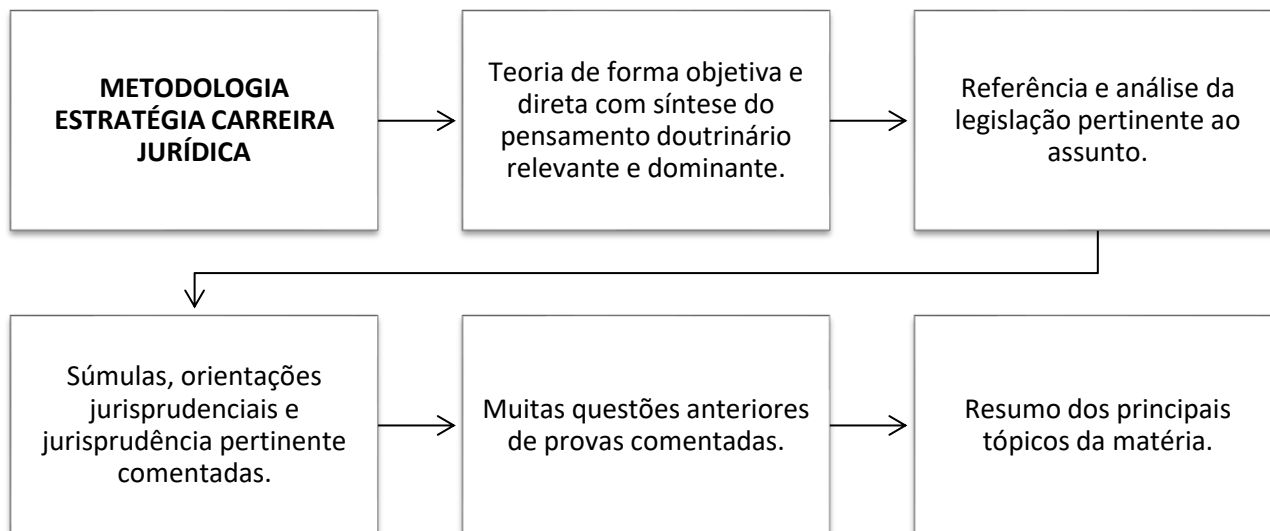 METODOLOGIA
ESTRATÉGIA CARREIRA
JURÍDICA
Teoria de forma objetiva e
direta com síntese do
pensamento doutrinário
relevante e dominante.
Referência e análise da
legislação pertinente ao
assunto.
Súmulas, orientações
jurisprudenciais e
jurisprudência pertinente
comentadas.
Muitas questões anteriores
de provas comentadas.
Resumo dos principais
tópicos da matéria.